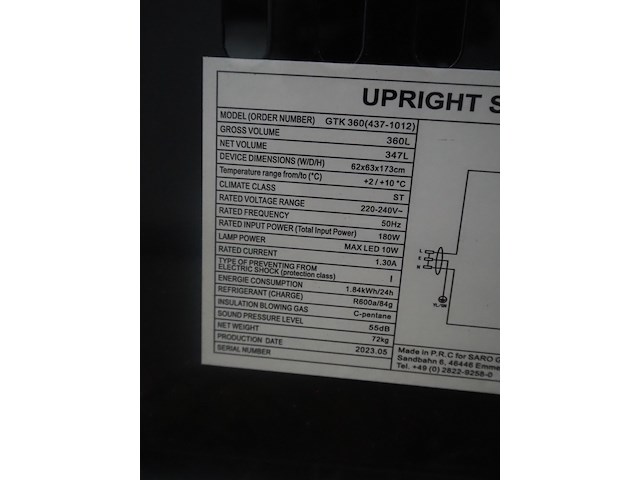 UPRIGHT S
MODEL (ORDER NUMBER) GTK 360(437-1012)
GROSS VOLUME 360L
NET VOLUME 347L
DEVICE DIMENSIONS (W/D/H) 62x63x173cm
Temperature range from/to (°C) +2 / +10 °C
CLIMATE CLASS ST
RATED VOLTAGE RANGE 220-240V~
RATED FREQUENCY 50Hz
RATED INPUT POWER (Total Input Power) 180W
LAMP POWER MAX LED 10W
RATED CURRENT 1.30A
TYPE OF PREVENTING FROM
ELECTRIC SHOCK (protection class) I
ENERGIE CONSUMPTION 1.84kWh/24h
REFRIGERANT (CHARGE) R600a/84g
INSULATION BLOWING GAS C-pentane
SOUND PRESSURE LEVEL 55dB
NET WEIGHT 72kg
PRODUCTION DATE 2023.05
SERIAL NUMBER
L
E
N
YL/GR
Made in P.R.C for SARO G
Sandbahn 6, 46446 Emme
Tel. +49 (0) 2822-9258-0